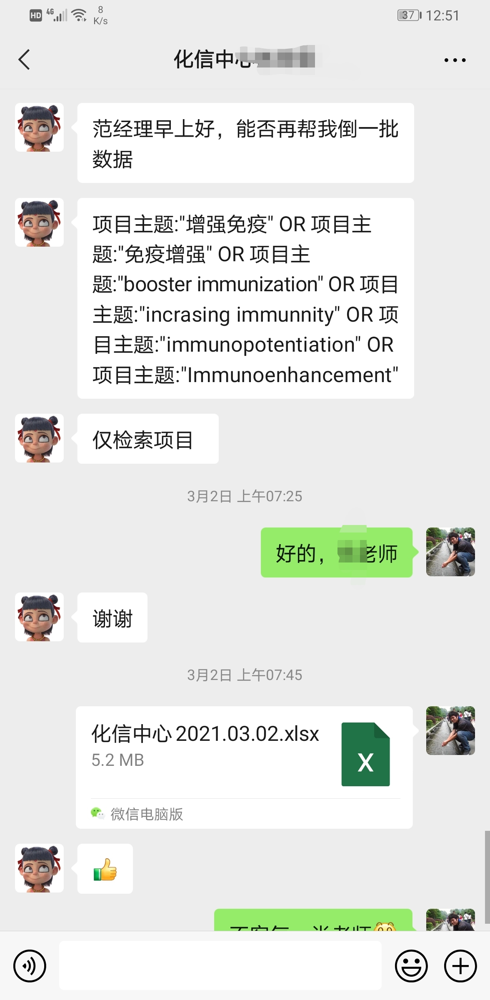 HD 4G 8 K/s 37 12:51
化信中心
范经理早上好，能否再帮我倒一批
数据
项目主题:"增强免疫" OR 项目主
题:"免疫增强" OR 项目主
题:"booster immunization" OR 项目
主题:"incrasing immunnity" OR 项
目主题:"immunopotentiation" OR
项目主题:"Immunoenhancement"
仅检索项目
3月2日 上午07:25
好的，老师
谢谢
3月2日 上午07:45
化信中心 2021.03.02.xlsx
5.2 MB
X
微信电脑版